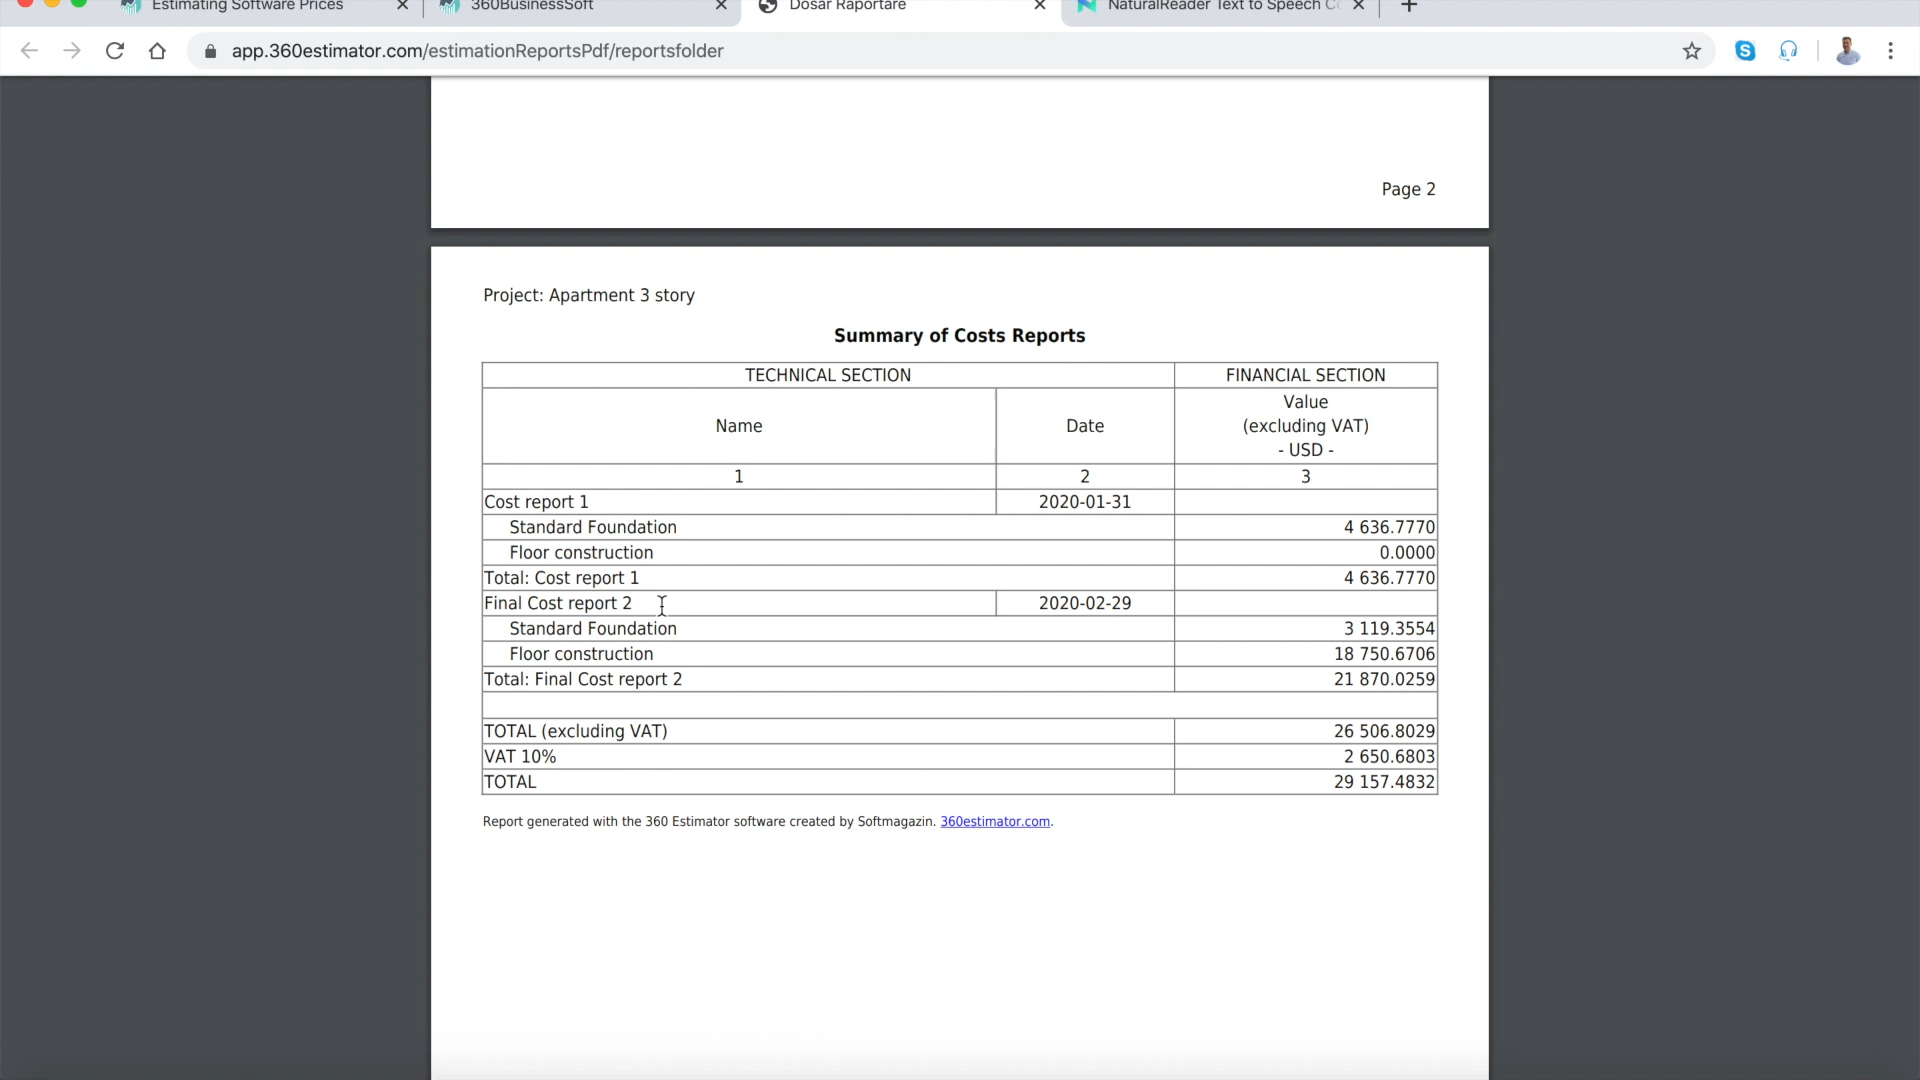 Estimating Software Prices
360BusinessSoft
Dosar Raportare
NaturalReader Text to Speech
app.360estimator.com/estimationReportsPdf/reportsfolder
Page 2
Project: Apartment 3 story
Summary of Costs Reports
TECHNICAL SECTION FINANCIAL SECTION
Name Date Value
(excluding VAT)
- USD -
1 2 3
Cost report 1 2020-01-31
Standard Foundation 4 636.7770
Floor construction 0.0000
Total: Cost report 1 4 636.7770
Final Cost report 2 2020-02-29
Standard Foundation 3 119.3554
Floor construction 18 750.6706
Total: Final Cost report 2 21 870.0259
TOTAL (excluding VAT) 26 506.8029
VAT 10% 2 650.6803
TOTAL 29 157.4832
Report generated with the 360 Estimator software created by Softmagazin. 360estimator.com.